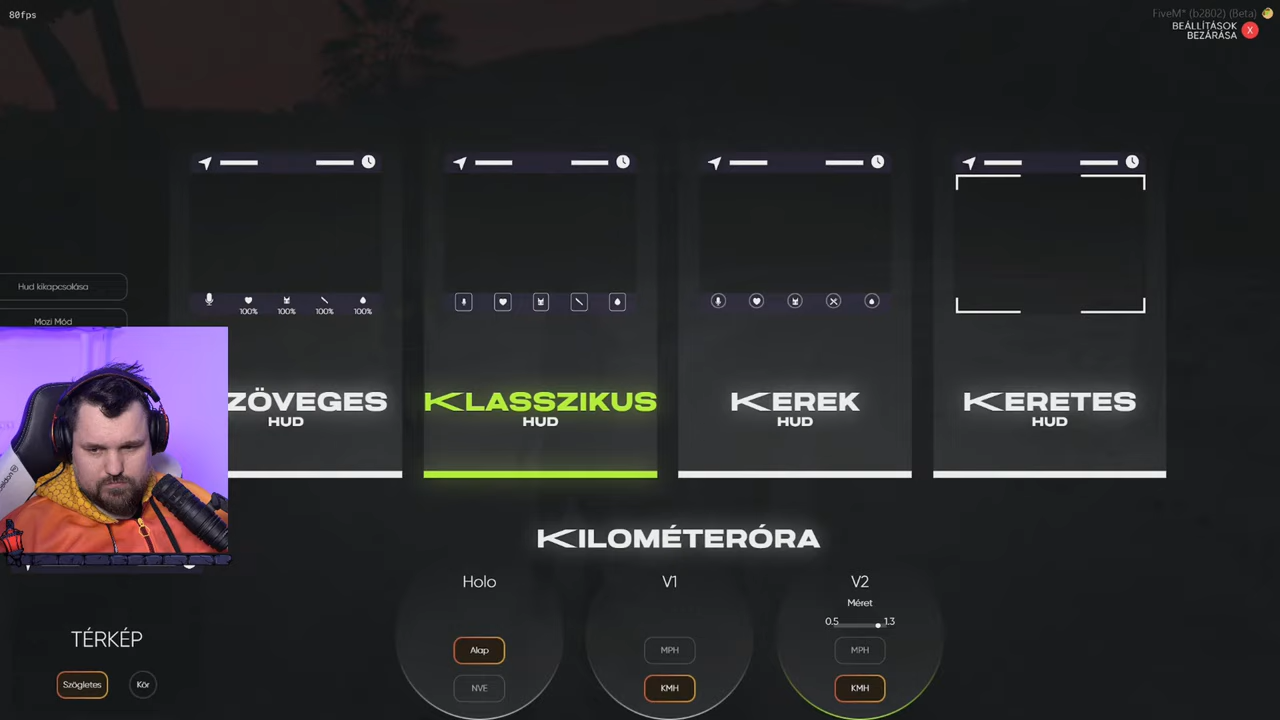 80fps
FiveM* (b2802) (Beta)
BEÁLLÍTÁSOK
BEZÁRÁSA
X
Hud kikapcsolása
Mozi Mód
100%
100%
100%
100%
ZÖVEGES
HUD
KLASSZIKUS
HUD
KEREK
HUD
KERETES
HUD
KILOMÉTERÓRA
Holo
Alap
NVE
V1
MPH
KMH
V2
Méret
0.5
1.3
MPH
KMH
TÉRKÉP
Szögletes
Kör